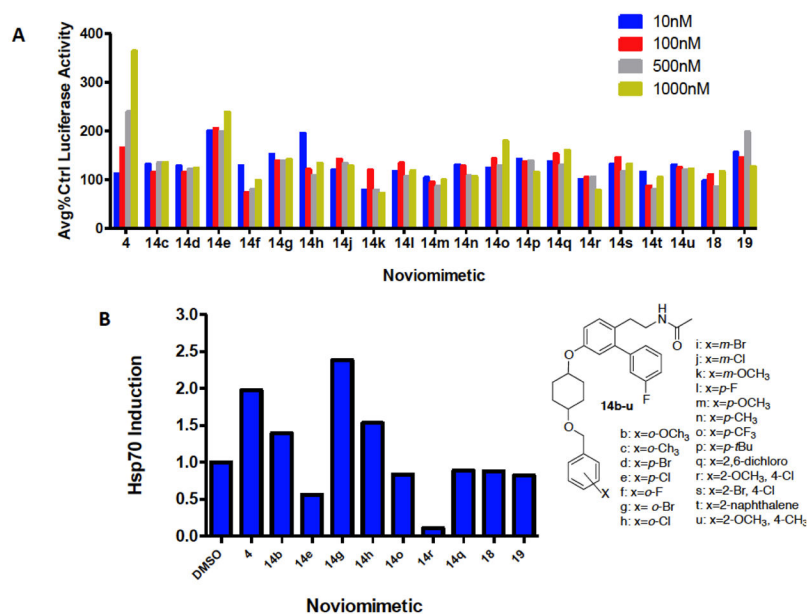 A
10nM
100nM
500nM
1000nM
Avg%Ctrl Luciferase Activity
400
300
200
100
0
4 14c 14d 14e 14f 14g 14h 14j 14k 14l 14m 14n 14o 14p 14q 14r 14s 14t 14u 18 19
Noviomimetic
B
Hsp70 Induction
3.0
2.5
2.0
1.5
1.0
0.5
0.0
DMSO 4 14b 14e 14g 14h 14o 14r 14q 18 19
Noviomimetic
H
N
O
O
F
14b-u
O
X
b: x=o-OCH3
c: x=o-CH3
d: x=p-Br
e: x=p-Cl
f: x=o-F
g: x= o-Br
h: x=o-Cl
i: x=m-Br
j: x=m-Cl
k: x=m-OCH3
l: x=p-F
m: x=p-OCH3
n: x=p-CH3
o: x=p-CF3
p: x=p-tBu
q: x=2,6-dichloro
r: x=2-OCH3, 4-Cl
s: x=2-Br, 4-Cl
t: x=2-naphthalene
u: x=2-OCH3, 4-CH3